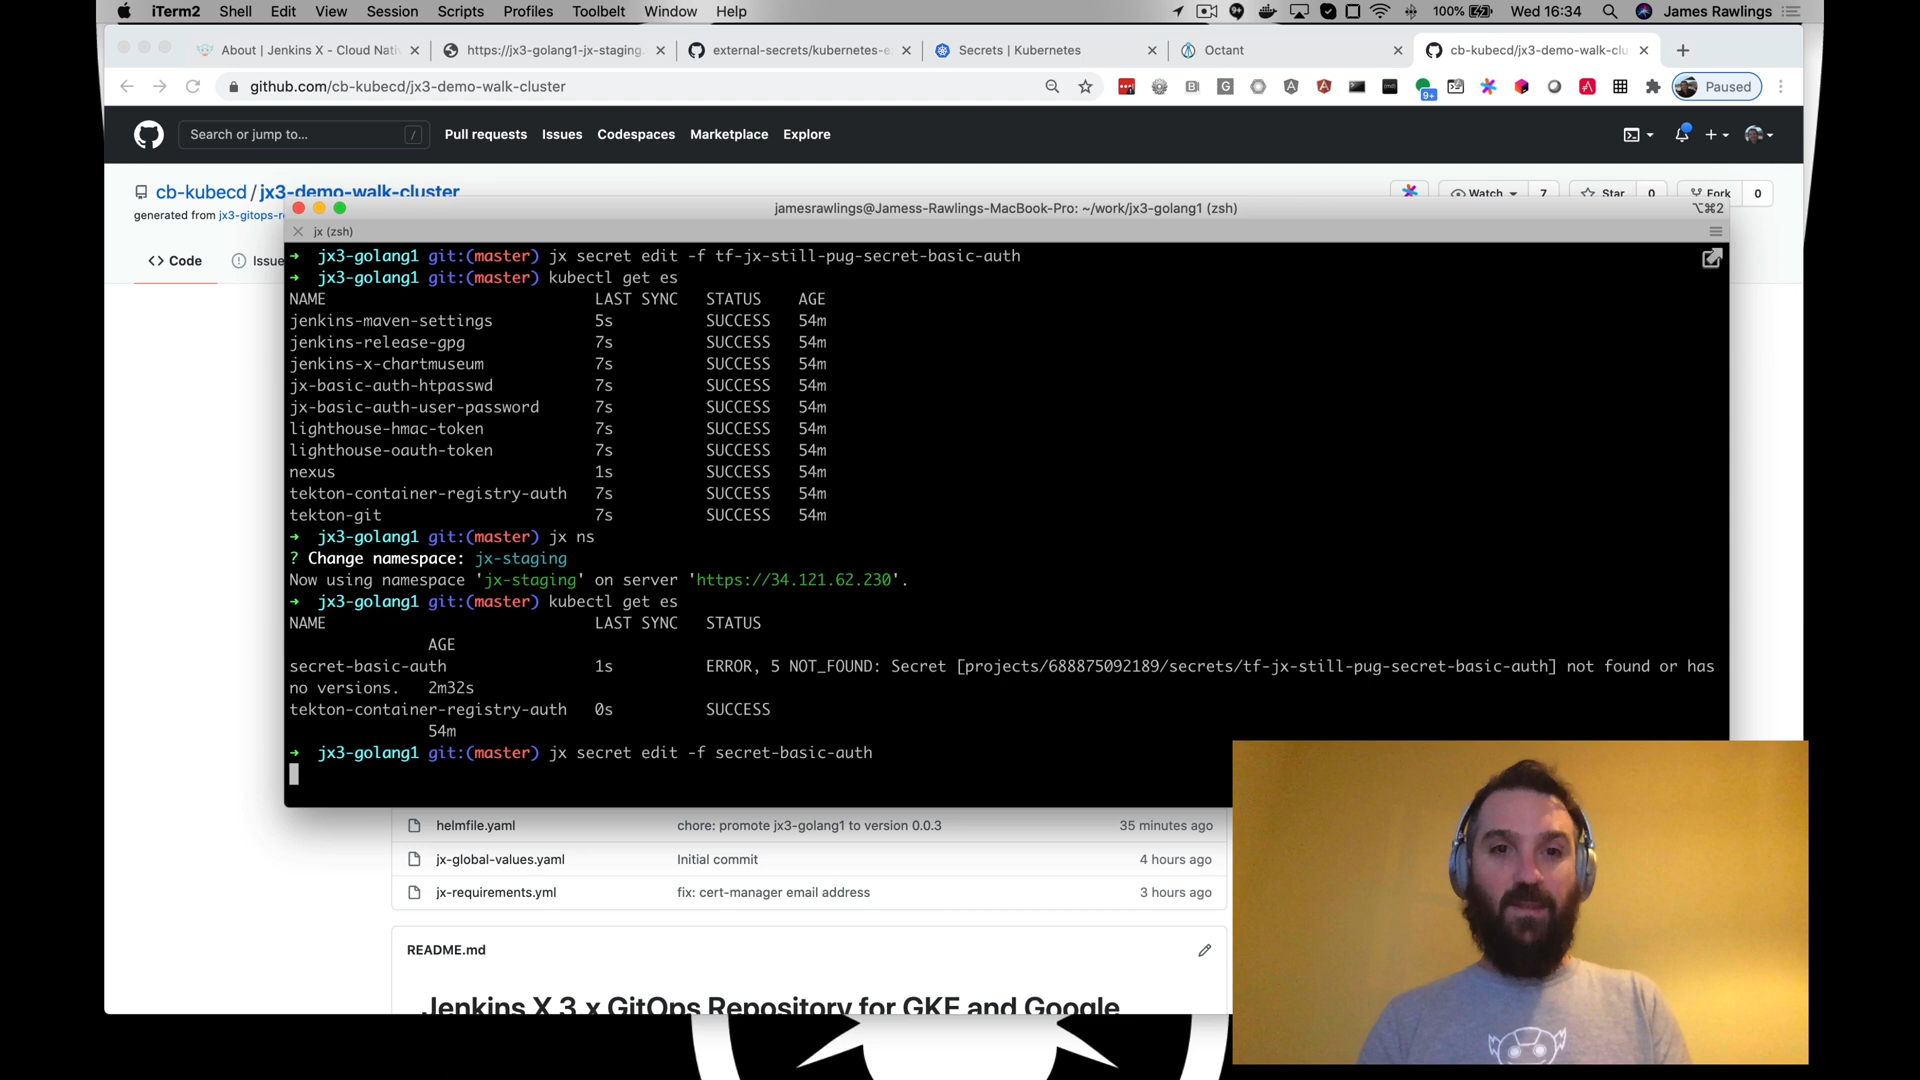 iTerm2 Shell Edit View Session Scripts Profiles Toolbelt Window Help 100% Wed 16:34 James Rawlings
About | Jenkins X - Cloud Nati
https://jx3-golang1-jx-staging.
external-secrets/kubernetes-e
Secrets | Kubernetes
Octant
cb-kubecd/jx3-demo-walk-clu
github.com/cb-kubecd/jx3-demo-walk-cluster
9+
Paused
Search or jump to...
/
Pull requests Issues Codespaces Marketplace Explore
cb-kubecd / jx3-demo-walk-cluster
Watch 7 Star 0 Fork 0
generated from jx3-gitops-r
jamesrawlings@Jamess-Rawlings-MacBook-Pro: ~/work/jx3-golang1 (zsh)
⌥⌘2
jx (zsh)
Code
Issue
→ jx3-golang1 git:(master) jx secret edit -f tf-jx-still-pug-secret-basic-auth
→ jx3-golang1 git:(master) kubectl get es
NAME LAST SYNC STATUS AGE
jenkins-maven-settings 5s SUCCESS 54m
jenkins-release-gpg 7s SUCCESS 54m
jenkins-x-chartmuseum 7s SUCCESS 54m
jx-basic-auth-htpasswd 7s SUCCESS 54m
jx-basic-auth-user-password 7s SUCCESS 54m
lighthouse-hmac-token 7s SUCCESS 54m
lighthouse-oauth-token 7s SUCCESS 54m
nexus 1s SUCCESS 54m
tekton-container-registry-auth 7s SUCCESS 54m
tekton-git 7s SUCCESS 54m
→ jx3-golang1 git:(master) jx ns
? Change namespace: jx-staging
Now using namespace 'jx-staging' on server 'https://34.121.62.230'.
→ jx3-golang1 git:(master) kubectl get es
NAME LAST SYNC STATUS
AGE
secret-basic-auth 1s ERROR, 5 NOT_FOUND: Secret [projects/688875092189/secrets/tf-jx-still-pug-secret-basic-auth] not found or has
no versions. 2m32s
tekton-container-registry-auth 0s SUCCESS
54m
→ jx3-golang1 git:(master) jx secret edit -f secret-basic-auth
helmfile.yaml chore: promote jx3-golang1 to version 0.0.3 35 minutes ago
jx-global-values.yaml Initial commit 4 hours ago
jx-requirements.yml fix: cert-manager email address 3 hours ago
README.md
Jenkins X 3.x GitOps Repository for GKE and Google